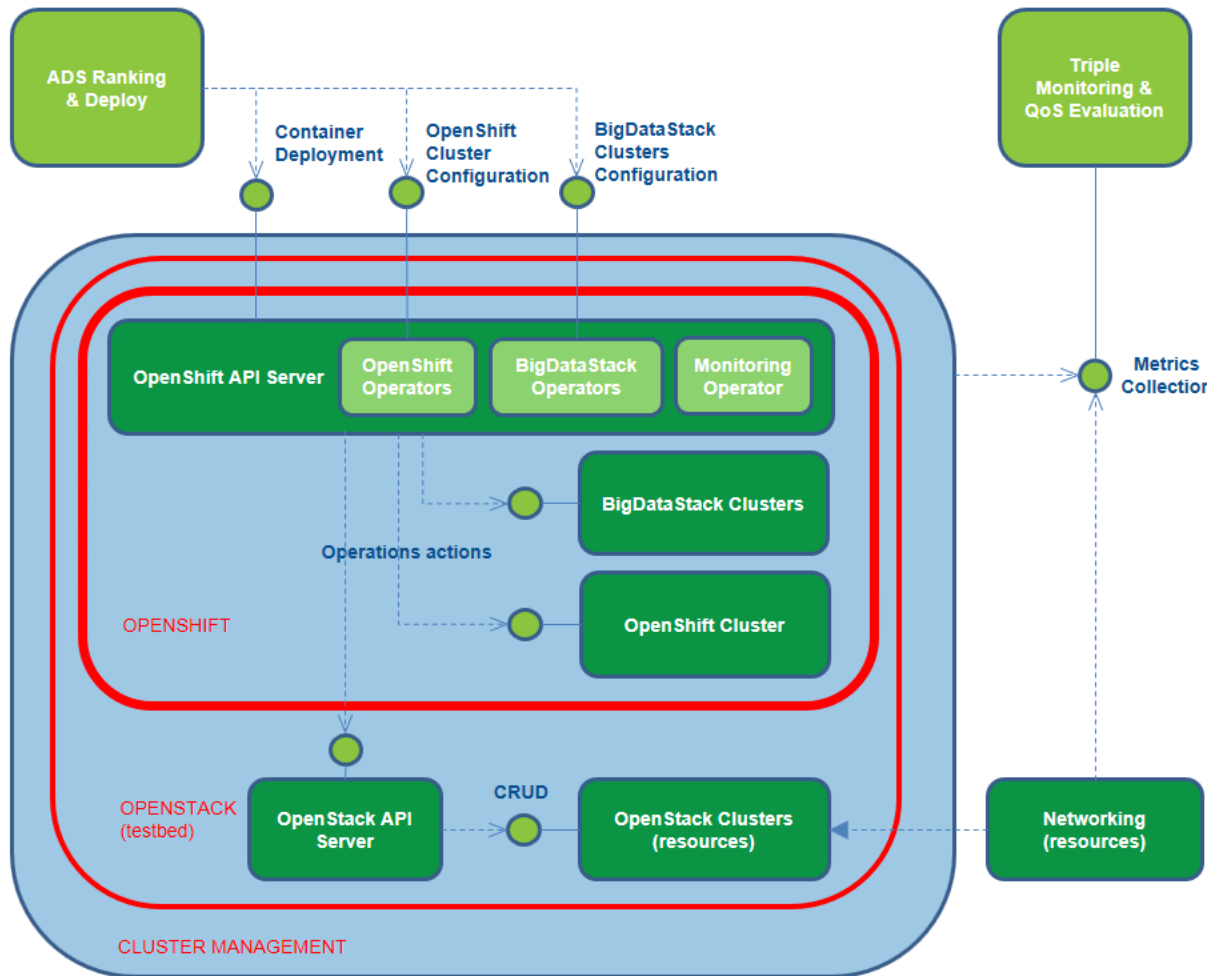 ADS Ranking
& Deploy
Triple
Monitoring &
QoS Evaluation
Container
Deployment
OpenShift
Cluster
Configuration
BigDataStack
Clusters
Configuration
OpenShift API Server
OpenShift
Operators
BigDataStack
Operators
Monitoring
Operator
Metrics
Collection
BigDataStack Clusters
Operations actions
OPENSHIFT
OpenShift Cluster
OPENSTACK
(testbed)
OpenStack API
Server
CRUD
OpenStack Clusters
(resources)
Networking
(resources)
CLUSTER MANAGEMENT